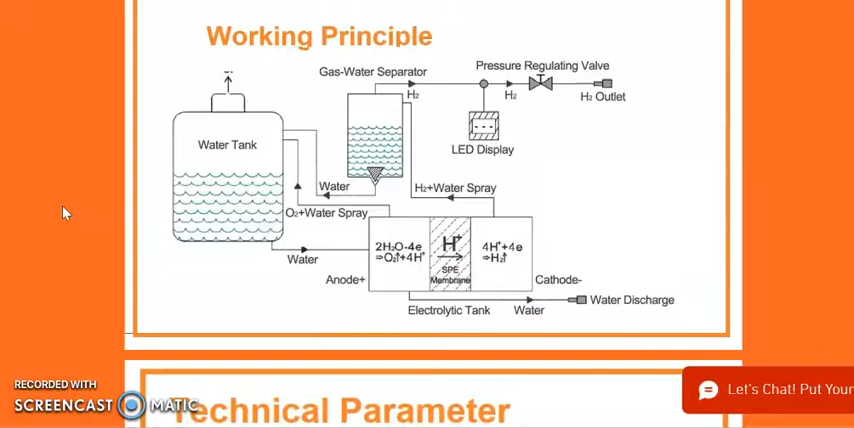 Working Principle
Gas-Water Separator
Pressure Regulating Valve
H₂
H₂
H₂ Outlet
Water Tank
LED Display
Water
H₂+Water Spray
O₂+Water Spray
2H₂O-4e
⇒O₂↑+4H⁺
H⁺
SPE
Membrane
4H⁺+4e
⇒H₂↑
Water
Anode+
Cathode-
Water Discharge
Electrolytic Tank
Water
RECORDED WITH
SCREENCAST MATIC
Technical Parameter
Let's Chat! Put Your